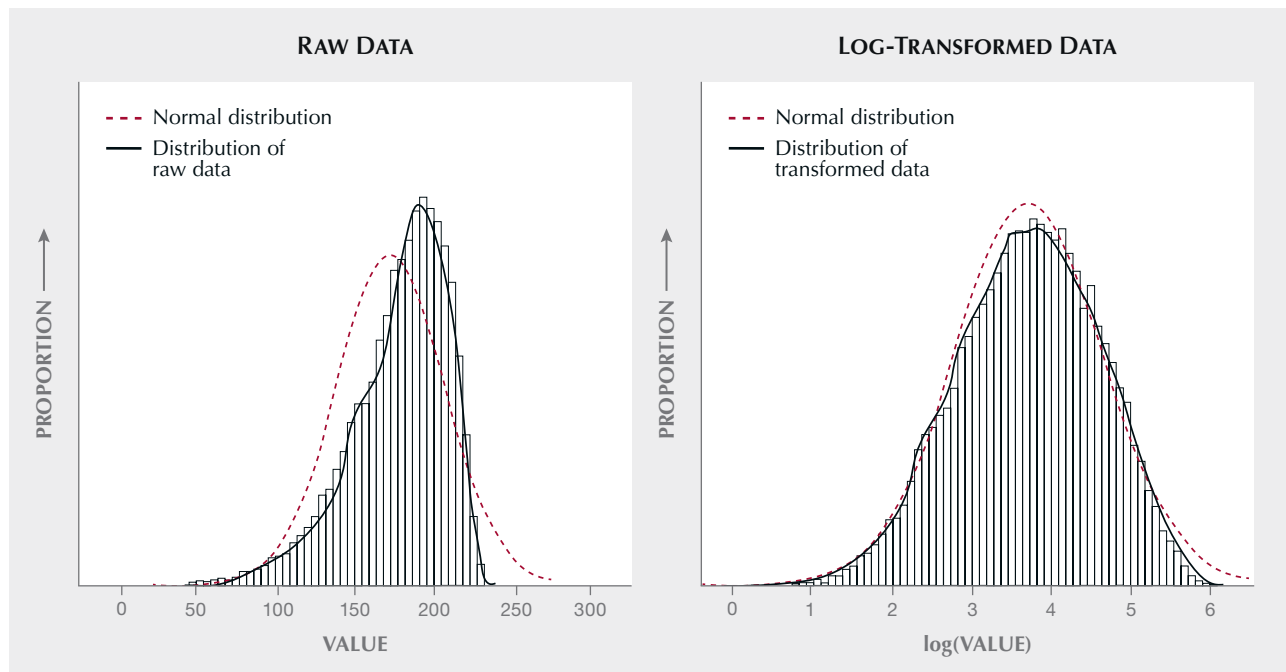 RAW DATA
Normal distribution
Distribution of
raw data
PROPORTION
0 50 100 150 200 250 300
VALUE
LOG-TRANSFORMED DATA
Normal distribution
Distribution of
transformed data
PROPORTION
0 1 2 3 4 5 6
log(VALUE)